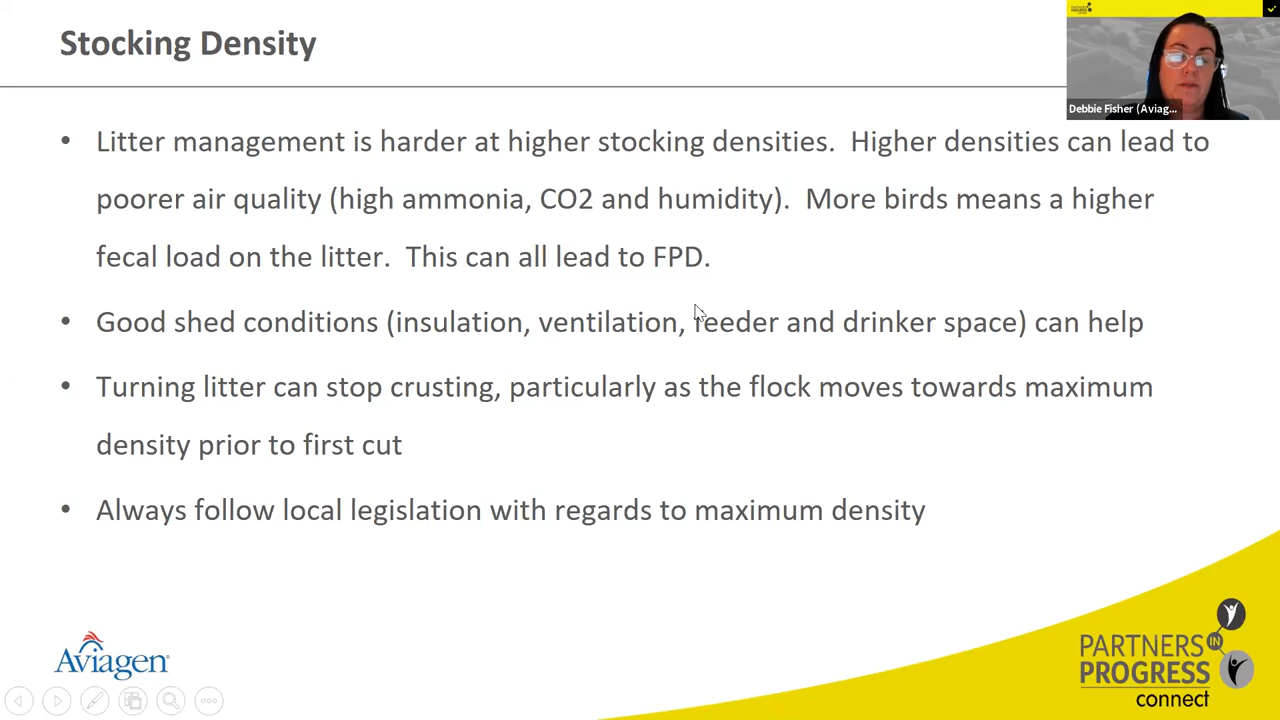 Stocking Density
Debbie Fisher (Aviag...
• Litter management is harder at higher stocking densities.  Higher densities can lead to
poorer air quality (high ammonia, CO2 and humidity).  More birds means a higher
fecal load on the litter.  This can all lead to FPD.
• Good shed conditions (insulation, ventilation, feeder and drinker space) can help
• Turning litter can stop crusting, particularly as the flock moves towards maximum
density prior to first cut
• Always follow local legislation with regards to maximum density
Aviagen
PARTNERS IN
PROGRESS
connect